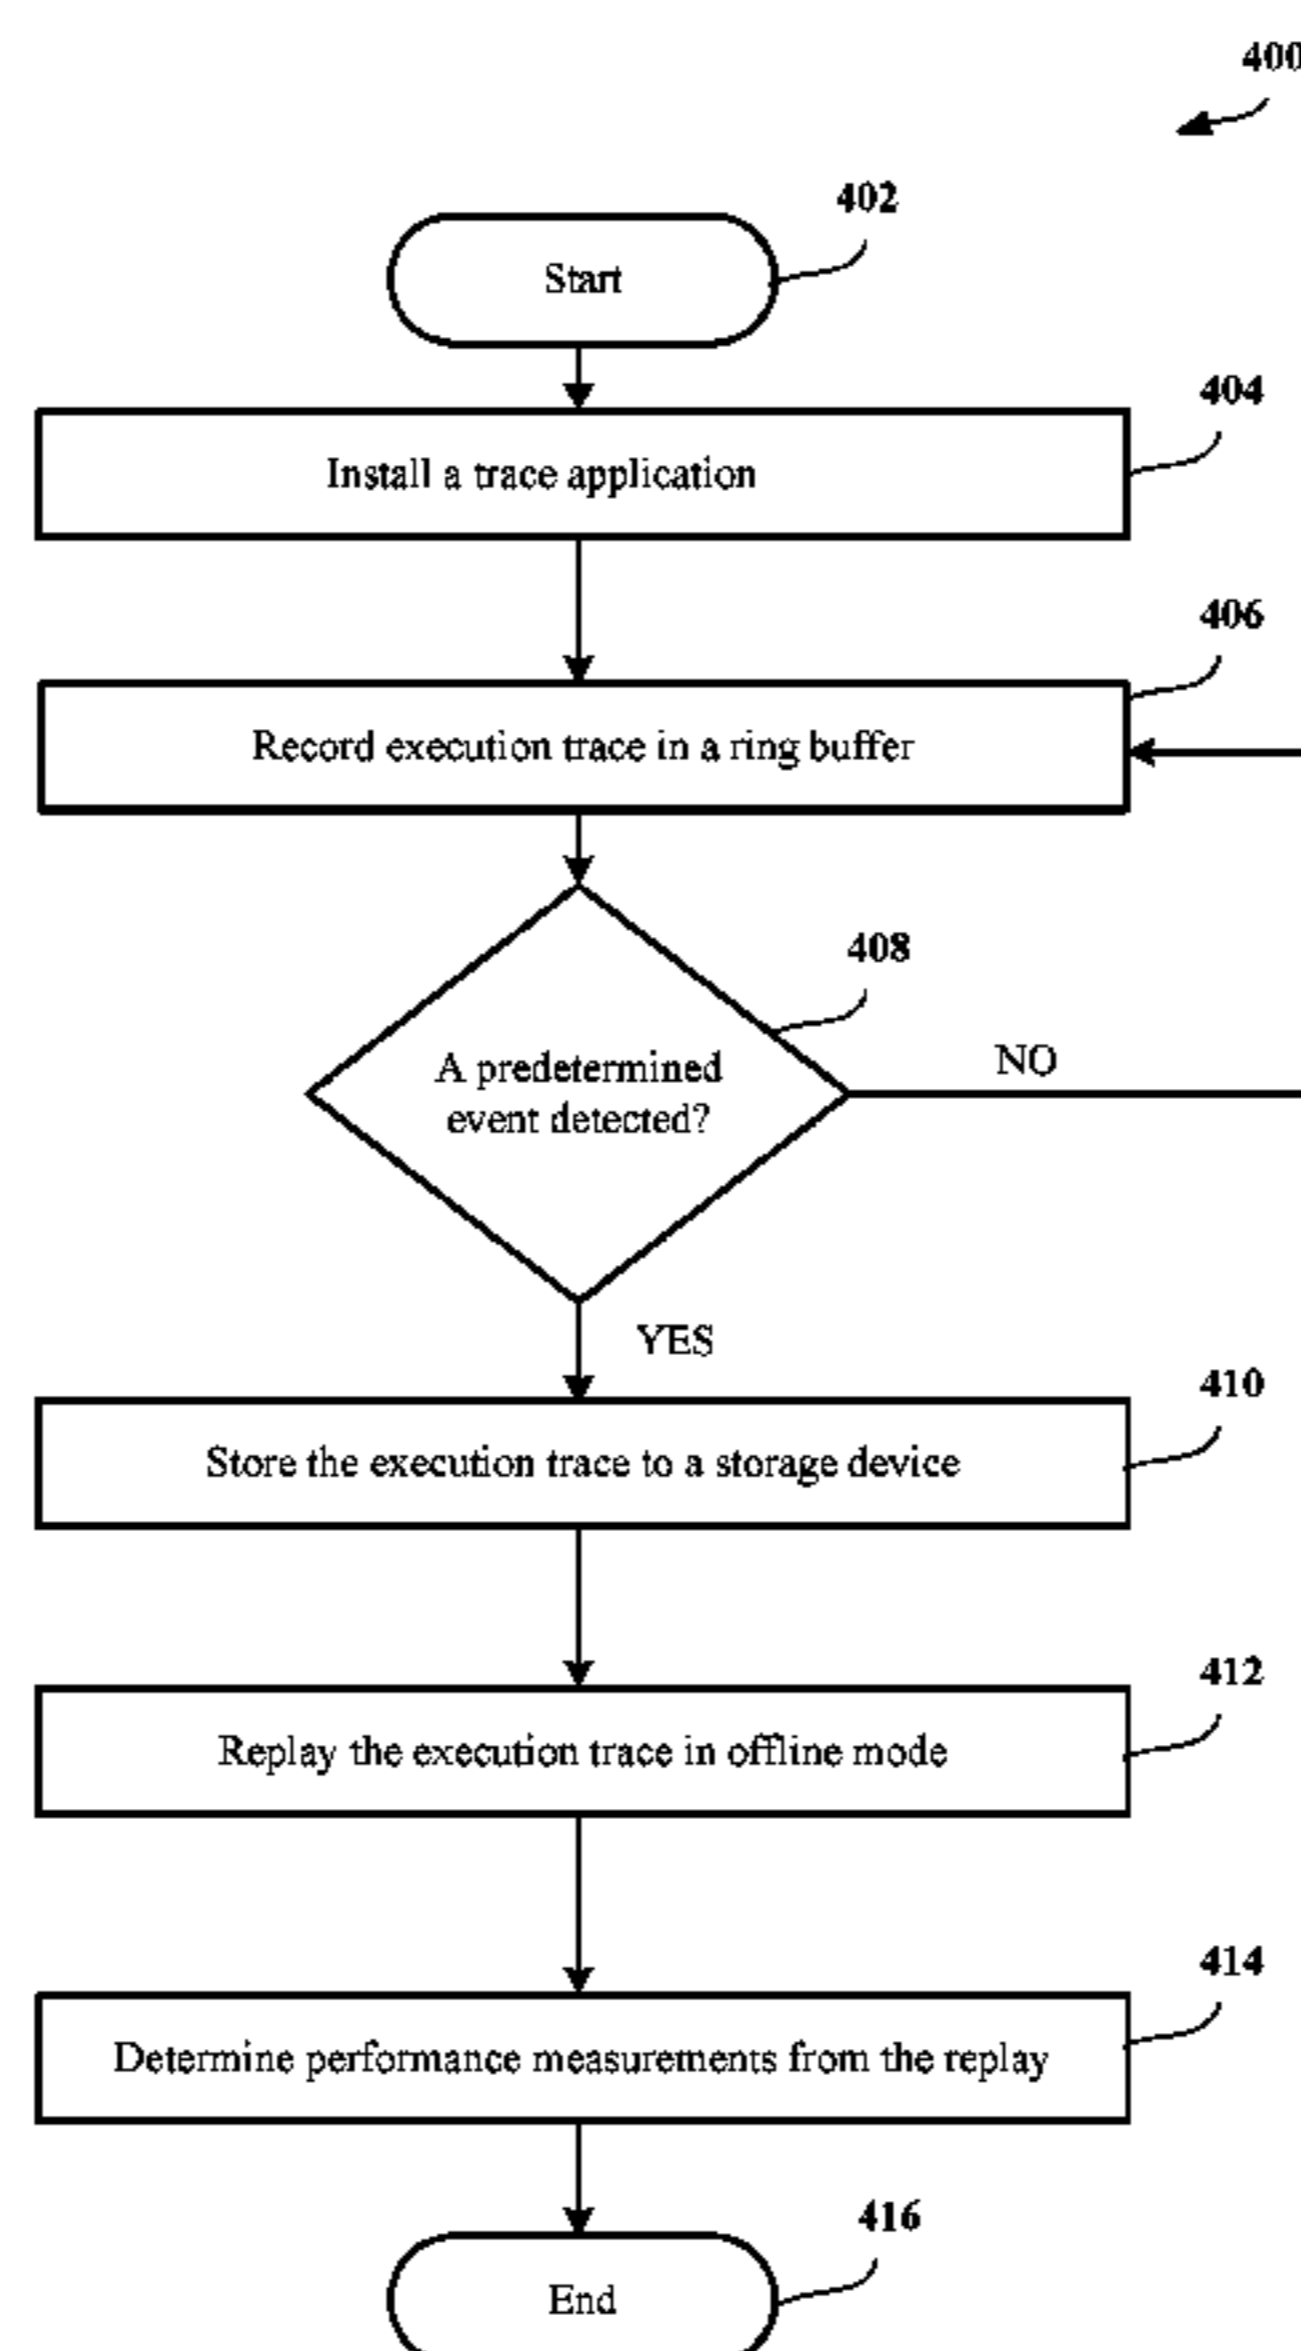 400
402
Start
404
Install a trace application
406
Record execution trace in a ring buffer
408
A predetermined
event detected?
NO
YES
410
Store the execution trace to a storage device
412
Replay the execution trace in offline mode
414
Determine performance measurements from the replay
416
End